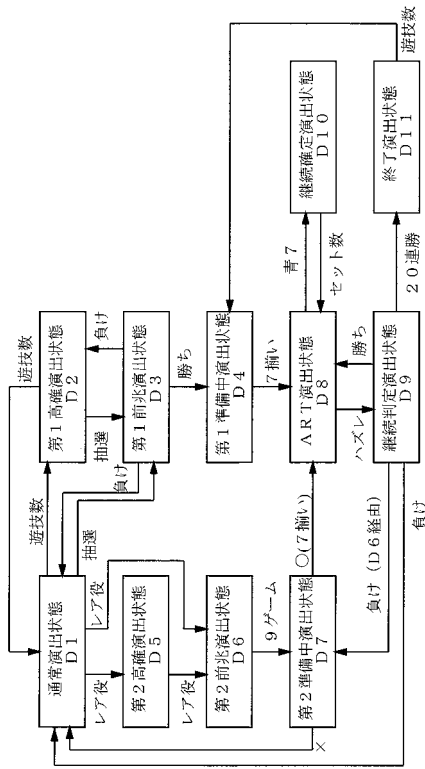 遊技数
通常演出状態
D1
遊技数
第1高確演出状態
D2
抽選
負け
抽選
負け
第1前兆演出状態
D3
レア役
レア役
第2高確演出状態
D5
勝ち
レア役
第2前兆演出状態
D6
第1準備中演出状態
D4
遊技数
9ゲーム
7揃い
×
第2準備中演出状態
D7
○(7揃い)
ART演出状態
D8
青7
セット数
継続確定演出状態
D10
ハズレ
勝ち
負け(D6経由)
負け
継続判定演出状態
D9
20連勝
終了演出状態
D11